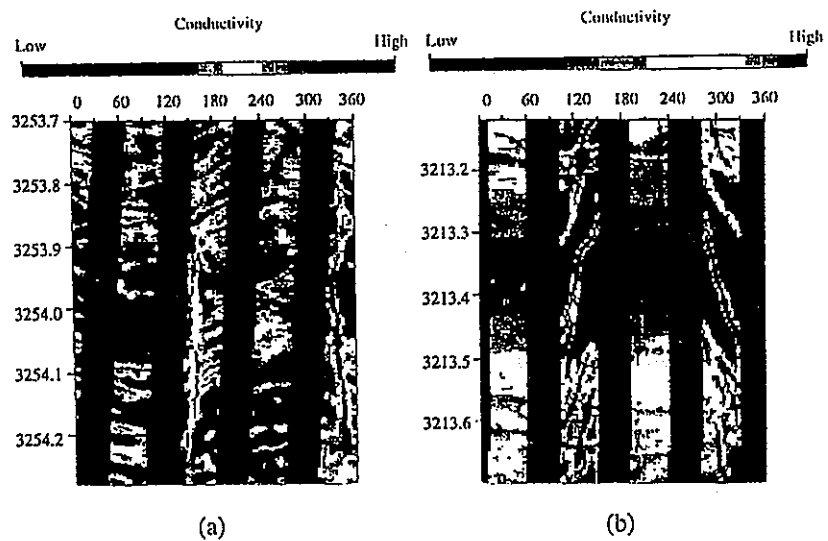 Conductivity
Low High
0 60 120 180 240 300 360
3253.7
3253.8
3253.9
3254.0
3254.1
3254.2
(a)
Conductivity
Low High
0 60 120 180 240 300 360
3213.2
3213.3
3213.4
3213.5
3213.6
(b)